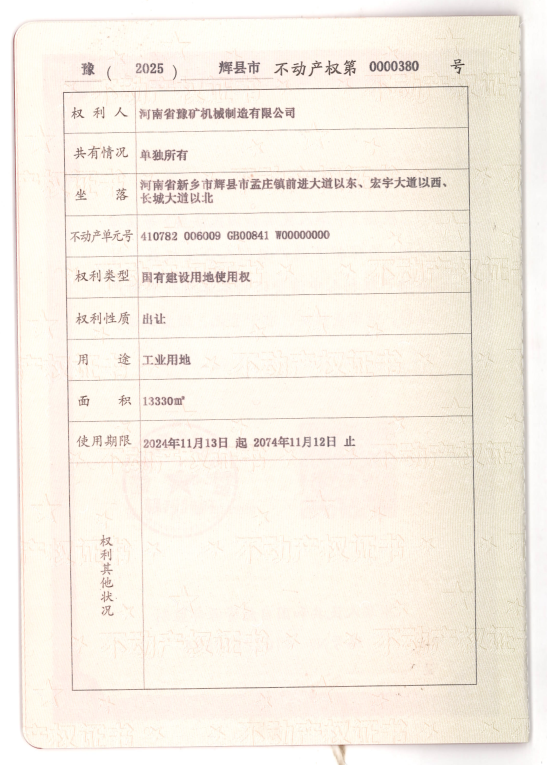 豫（ 2025 ） 辉县市 不动产权第 0000380 号
权利人 河南省豫矿机械制造有限公司
共有情况 单独所有
坐落 河南省新乡市辉县市孟庄镇前进大道以东、宏宇大道以西、
长城大道以北
不动产单元号 410782 006009 GB00841 W00000000
权利类型 国有建设用地使用权
权利性质 出让
用途 工业用地
面积 13330㎡
使用期限 2024年11月13日 起 2074年11月12日 止
权利其他状况